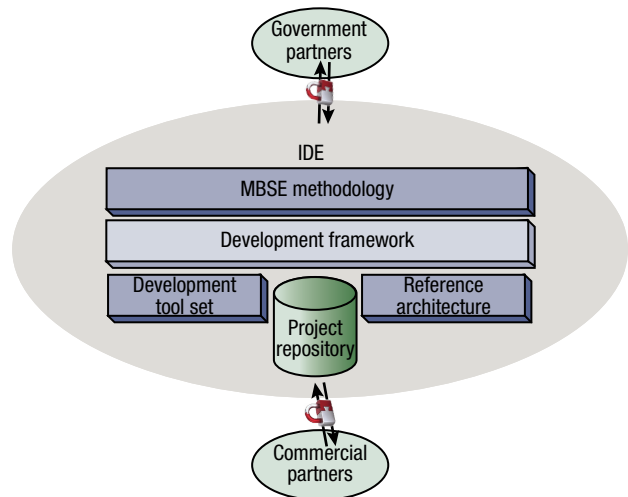 Government
partners
IDE
MBSE methodology
Development framework
Development
tool set
Project
repository
Reference
architecture
Commercial
partners